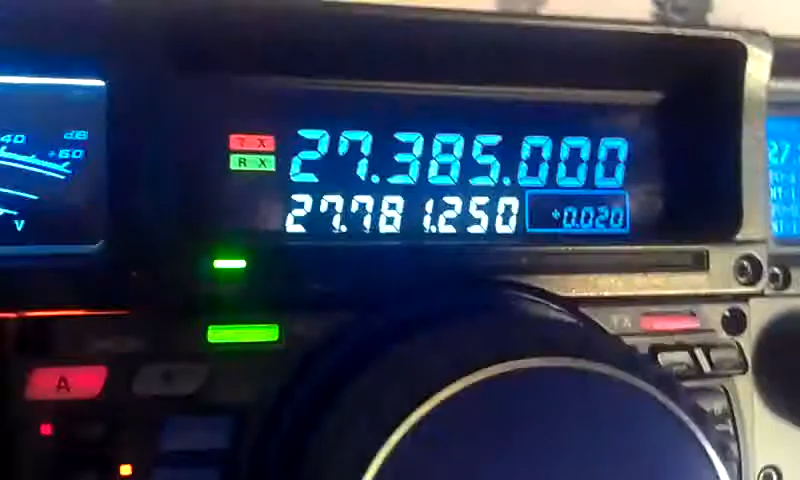 40 dB
+60
V
TX
RX
27.385.000
27.781.250
+0.020
A
TX
27.